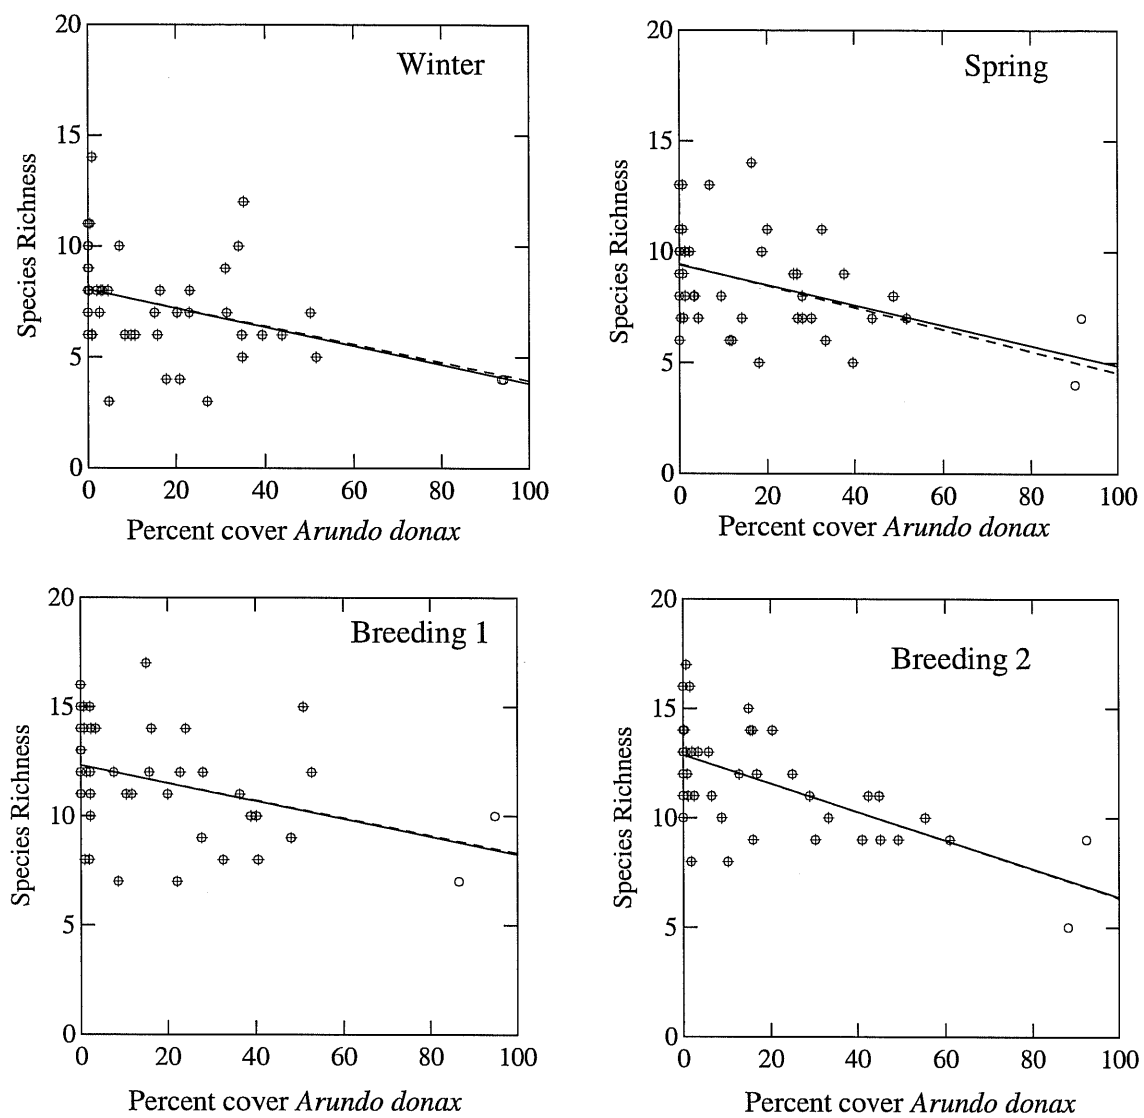 20
15
10
5
0
Species Richness
Winter
0 20 40 60 80 100
Percent cover Arundo donax
20
15
10
5
0
Species Richness
Spring
0 20 40 60 80 100
Percent cover Arundo donax
20
15
10
5
0
Species Richness
Breeding 1
0 20 40 60 80 100
Percent cover Arundo donax
20
15
10
5
0
Species Richness
Breeding 2
0 20 40 60 80 100
Percent cover Arundo donax